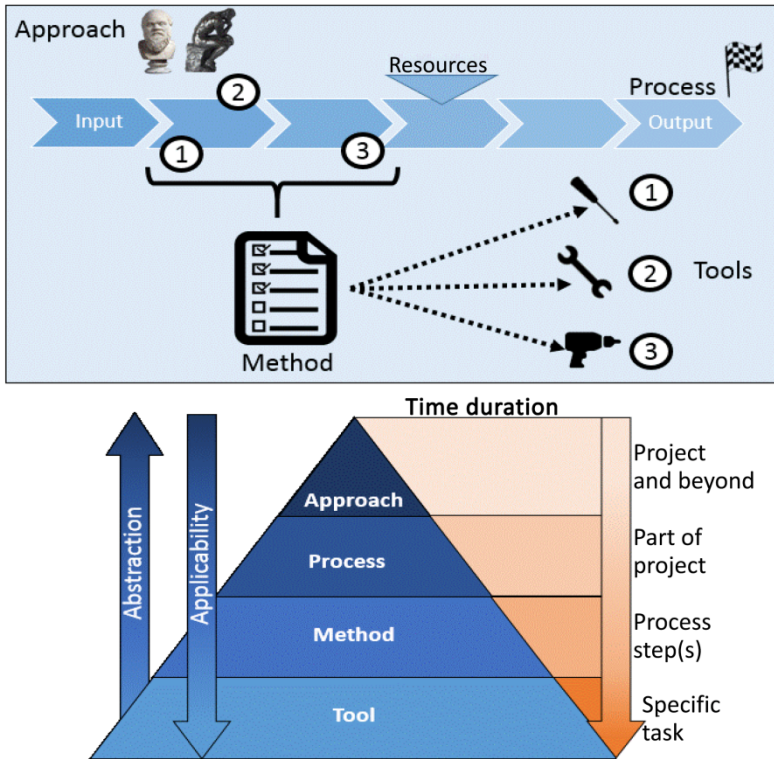 Approach
Resources
Process
Input
Output
2
1
3
1
2
Tools
3
Method
Time duration
Abstraction
Applicability
Approach
Project
and beyond
Process
Part of
project
Method
Process
step(s)
Tool
Specific
task